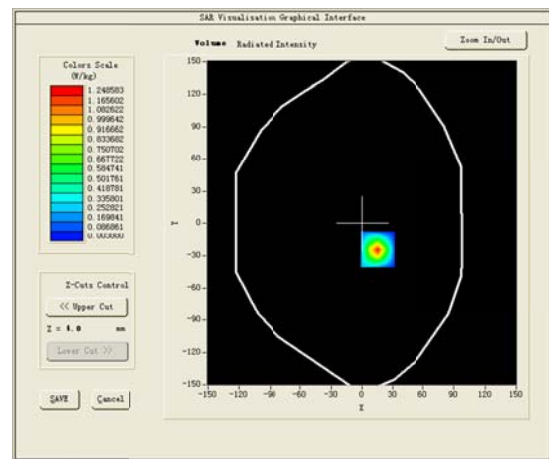 SAR Visualisation Graphical Interface
Volume Radiated Intensity
Zoom In/Out
Colors Scale
(W/kg)
1.248583
1.165602
1.082622
0.999642
0.916662
0.833682
0.750702
0.667722
0.584741
0.501761
0.418781
0.335801
0.252821
0.169841
0.086861
0.003880
Z-Cuts Control
<< Upper Cut
Z = 4.0 mm
Lower Cut >>
SAVE Cancel
150
120
90
60
30
0
-30
-60
-90
-120
-150
Y
-150 -120 -90 -60 -30 0 30 60 90 120 150
X